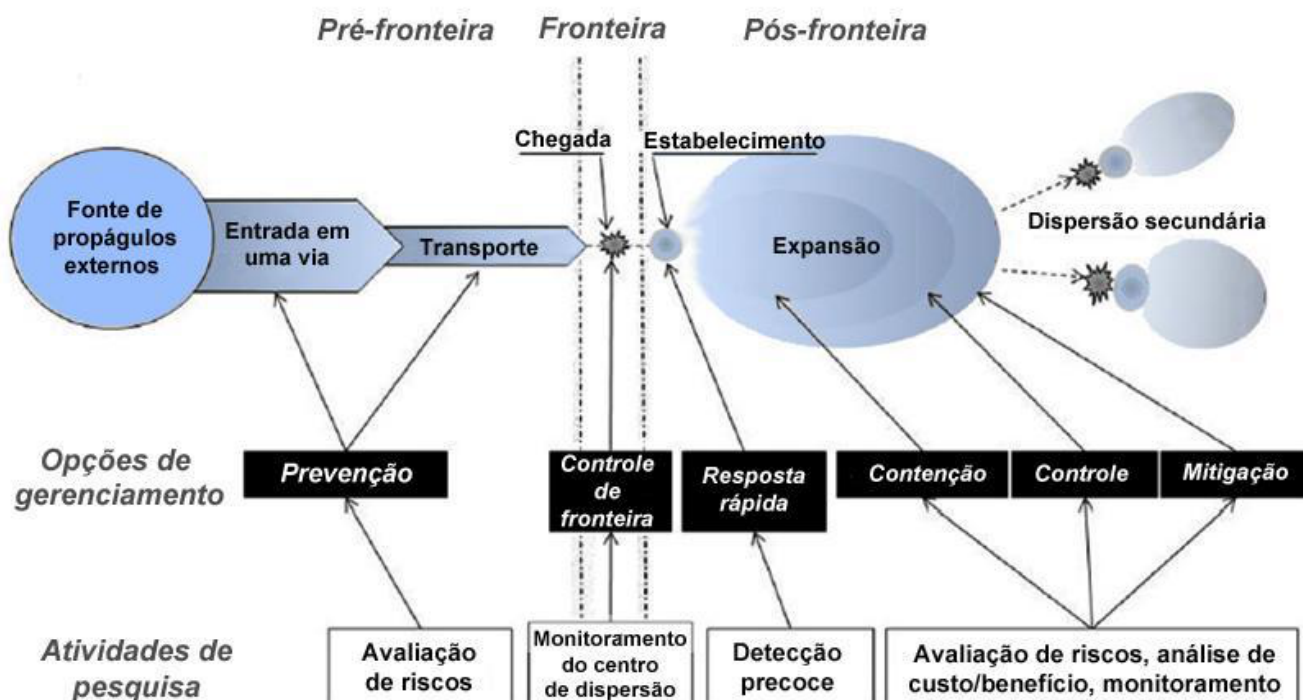 Pré-fronteira Fronteira Pós-fronteira
Chegada
Estabelecimento
Fonte de
propágulos
externos
Entrada em
uma via
Transporte
Expansão
Dispersão secundária
Opções de
gerenciamento
Prevenção
Controle
de
fronteira
Resposta
rápida
Contenção
Controle
Mitigação
Atividades de
pesquisa
Avaliação
de riscos
Monitoramento
do centro
de dispersão
Detecção
precoce
Avaliação de riscos, análise de
custo/benefício, monitoramento